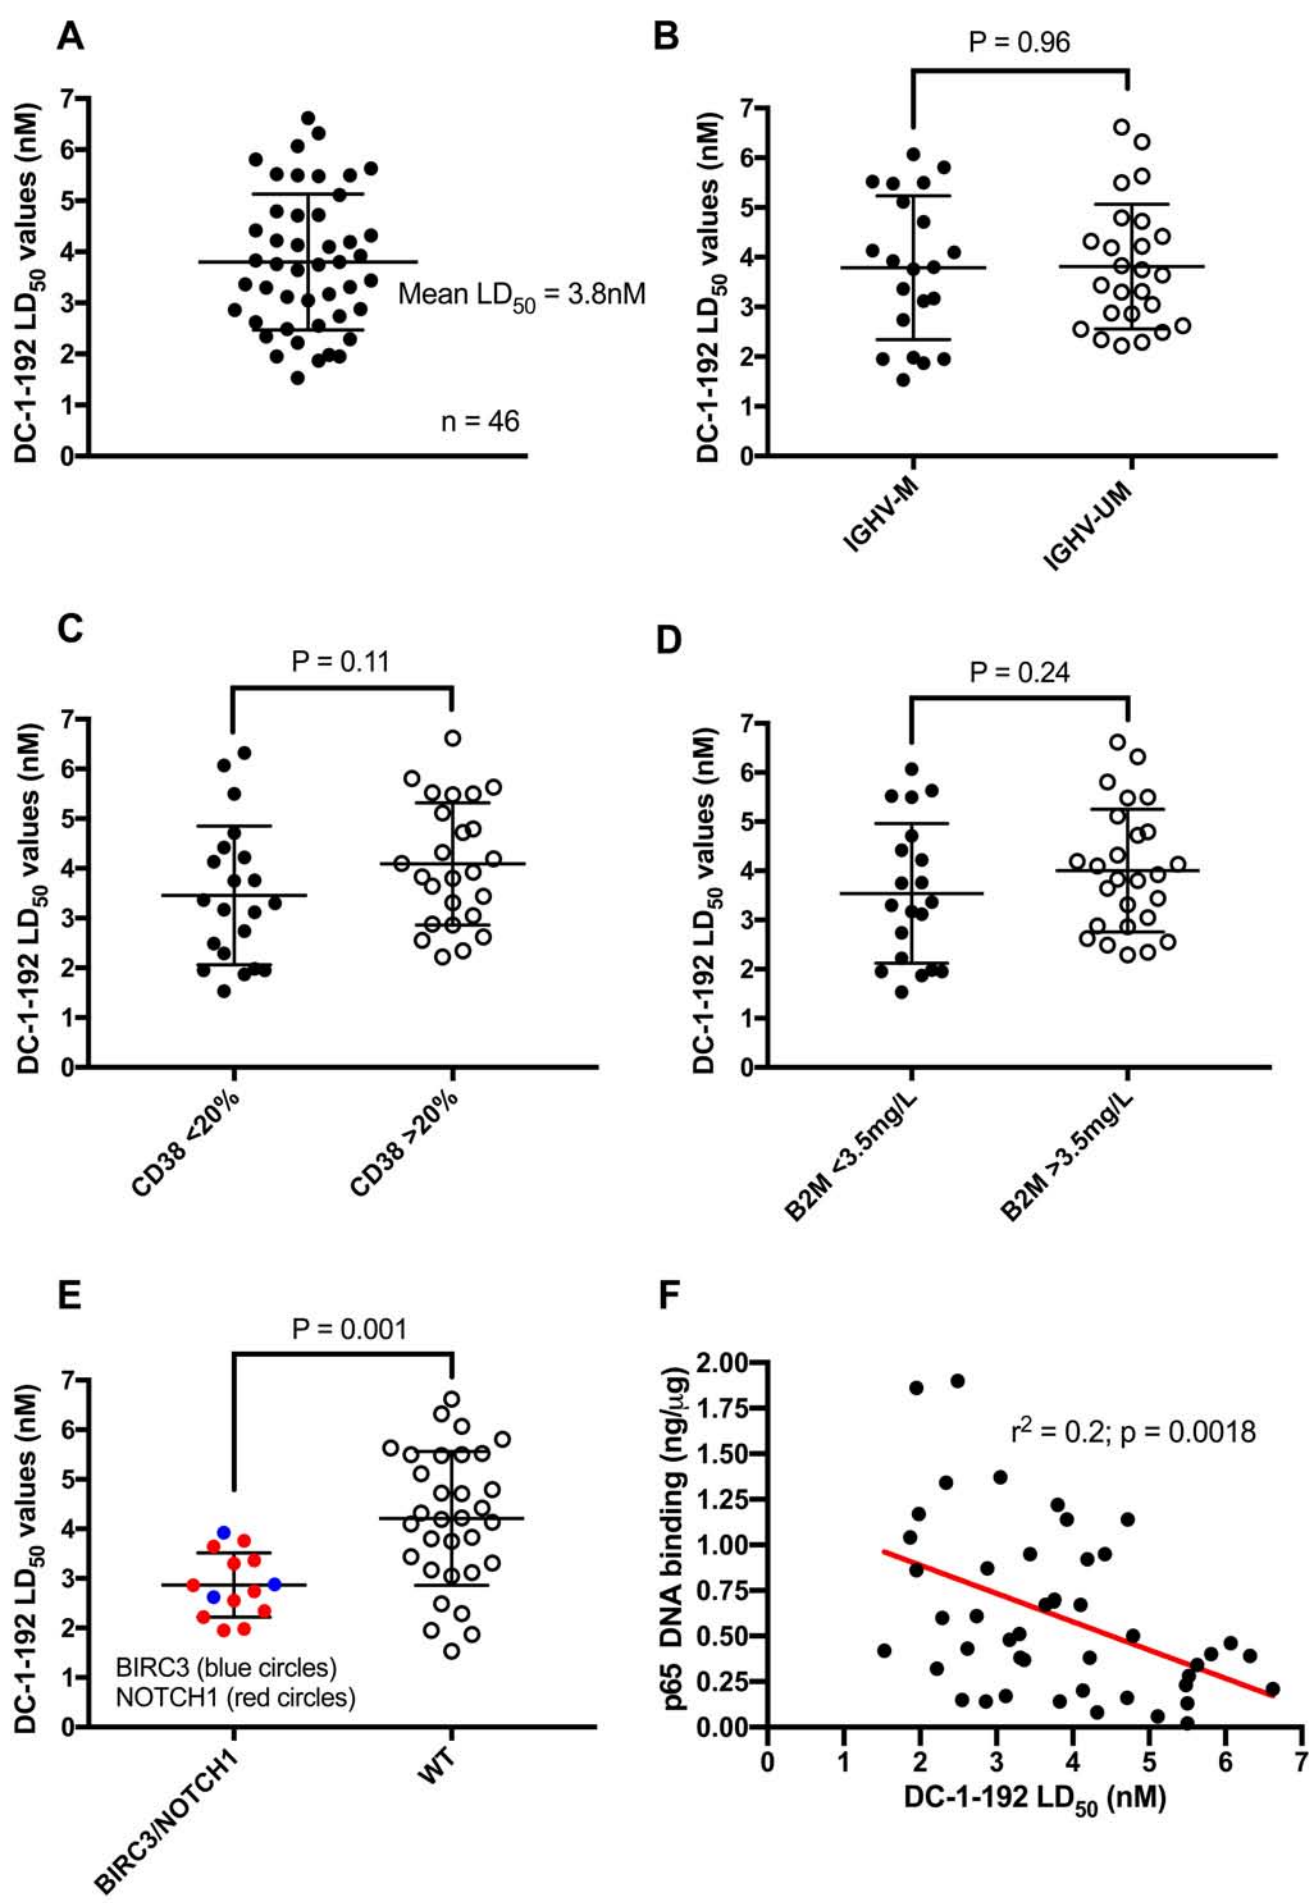 A
DC-1-192 LD50 values (nM)
7
6
5
4
3
2
1
0
Mean LD50 = 3.8nM
n = 46
B
P = 0.96
DC-1-192 LD50 values (nM)
7
6
5
4
3
2
1
0
IGHV-M
IGHV-UM
C
P = 0.11
DC-1-192 LD50 values (nM)
7
6
5
4
3
2
1
0
CD38 <20%
CD38 >20%
D
P = 0.24
DC-1-192 LD50 values (nM)
7
6
5
4
3
2
1
0
B2M <3.5mg/L
B2M >3.5mg/L
E
P = 0.001
DC-1-192 LD50 values (nM)
7
6
5
4
3
2
1
0
BIRC3 (blue circles)
NOTCH1 (red circles)
BIRC3/NOTCH1
WT
F
p65 DNA binding (ng/μg)
2.00
1.75
1.50
1.25
1.00
0.75
0.50
0.25
0.00
r2 = 0.2; p = 0.0018
0 1 2 3 4 5 6 7
DC-1-192 LD50 (nM)